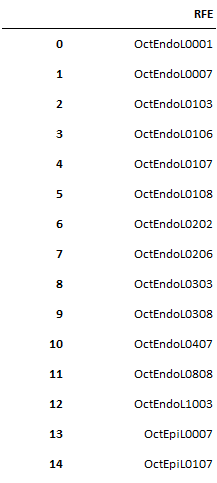 RFE
0 OctEndoL0001
1 OctEndoL0007
2 OctEndoL0103
3 OctEndoL0106
4 OctEndoL0107
5 OctEndoL0108
6 OctEndoL0202
7 OctEndoL0206
8 OctEndoL0303
9 OctEndoL0308
10 OctEndoL0407
11 OctEndoL0808
12 OctEndoL1003
13 OctEpiL0007
14 OctEpiL0107